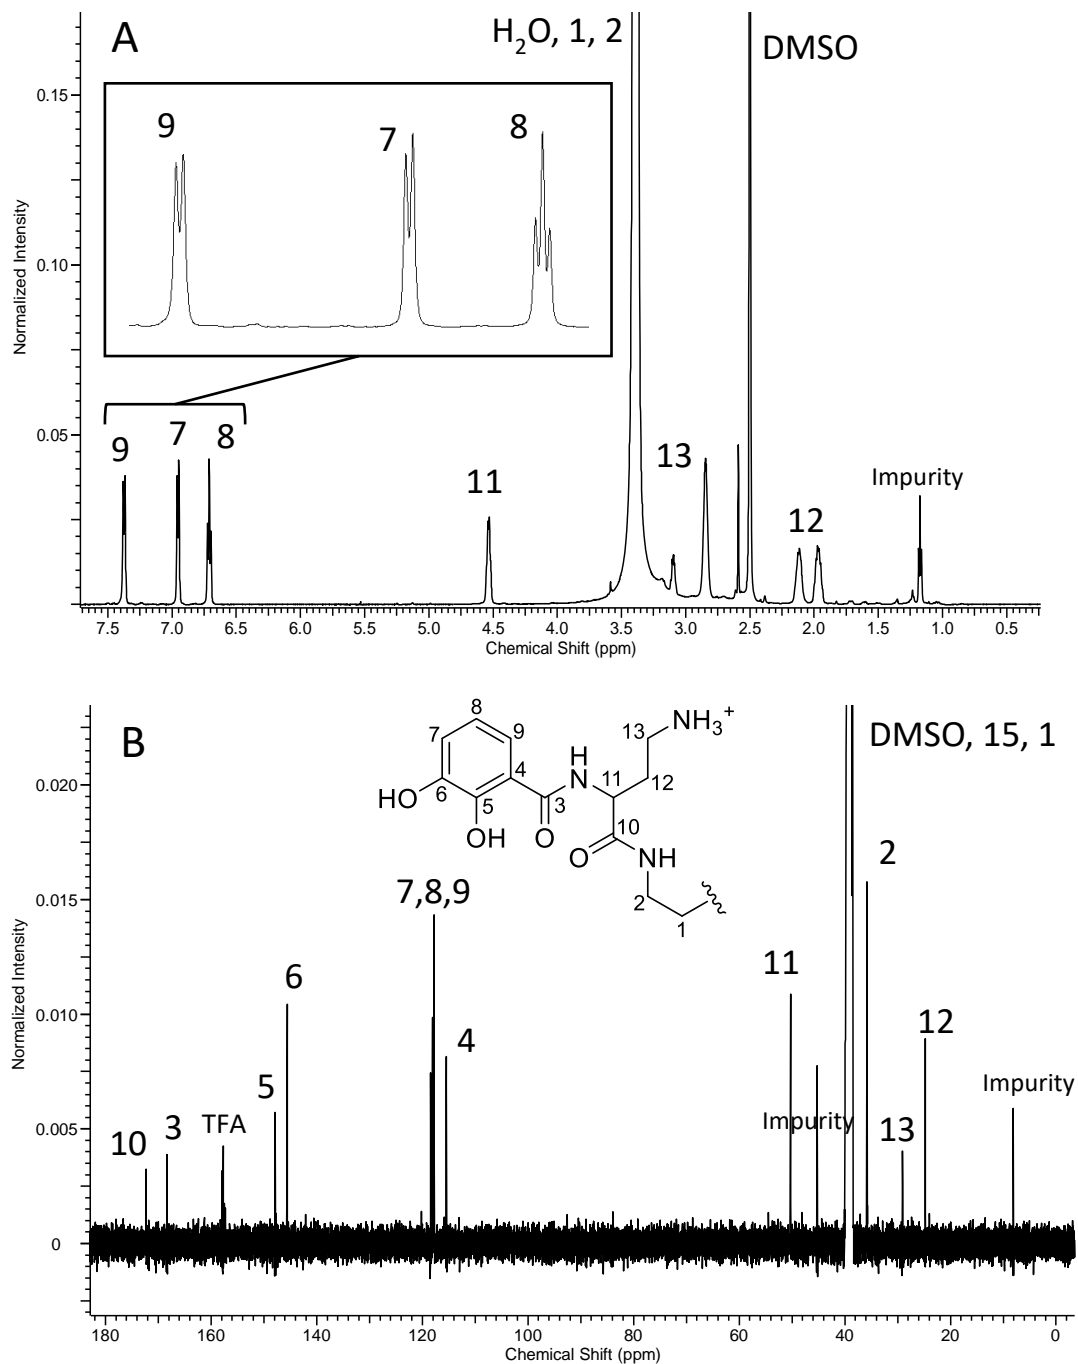 A
H₂O, 1, 2
DMSO
0.15
0.10
0.05
Normalized Intensity
9
7
8
9
7
8
11
13
12
Impurity
7.5 7.0 6.5 6.0 5.5 5.0 4.5 4.0 3.5 3.0 2.5 2.0 1.5 1.0 0.5
Chemical Shift (ppm)
B
DMSO, 15, 1
0.020
0.015
0.010
0.005
0
Normalized Intensity
8
7
9
13
NH₃⁺
4
H
N
11
12
HO
6
5
3
10
OH
O
O
NH
2
1
7,8,9
2
6
11
4
12
5
Impurity
Impurity
10
3
TFA
13
180 160 140 120 100 80 60 40 20 0
Chemical Shift (ppm)